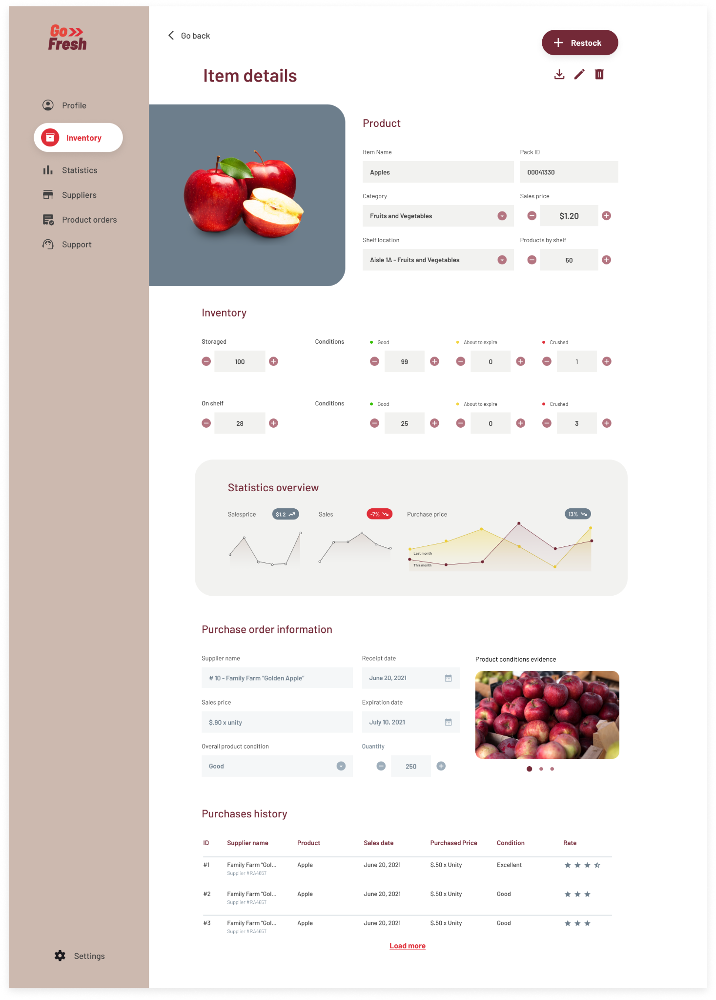 Go
Fresh
Profile
Inventory
Statistics
Suppliers
Product orders
Support
Settings
Go back
Restock
Item details
Product
Item Name
Pack ID
Apples
00041330
Category
Sales price
Fruits and Vegetables
$1.20
Shelf location
Products by shelf
Aisle 1A - Fruits and Vegetables
50
Inventory
Storaged
Conditions
Good
About to expire
Crushed
100
99
0
1
On shelf
Conditions
Good
About to expire
Crushed
28
25
0
3
Statistics overview
Salesprice
$1.2
Sales
-7%
Purchase price
13%
Last month
This month
Purchase order information
Supplier name
Receipt date
Product conditions evidence
# 10 - Family Farm “Golden Apple”
June 20, 2021
Sales price
Expiration date
$.90 x unity
July 10, 2021
Overall product condition
Quantity
Good
250
Purchases history
ID Supplier name Product Sales date Purchased Price Condition Rate
#1 Family Farm “Gol... Apple June 20, 2021 $.50 x Unity Excellent
Supplier #RA4657
#2 Family Farm “Gol... Apple June 20, 2021 $.50 x Unity Good
Supplier #RA4657
#3 Family Farm “Gol... Apple June 20, 2021 $.50 x Unity Good
Supplier #RA4657
Load more